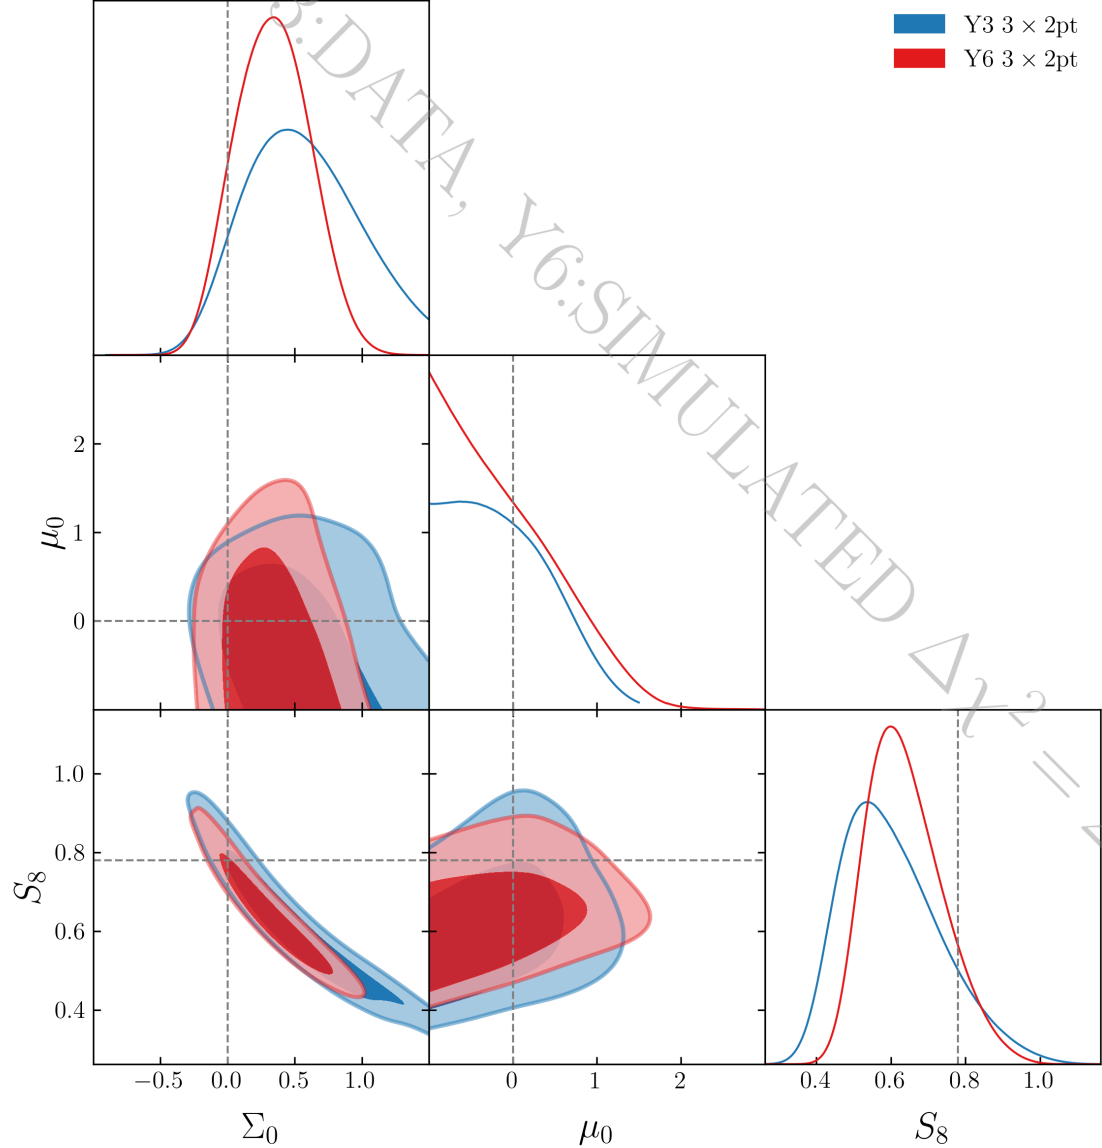 Y3 3 × 2pt
Y6 3 × 2pt
3:DATA, Y6:SIMULATED Δχ² =
2
1
0
μ₀
1.0
0.8
0.6
0.4
S₈
−0.5 0.0 0.5 1.0
0 1 2
0.4 0.6 0.8 1.0
Σ₀
μ₀
S₈